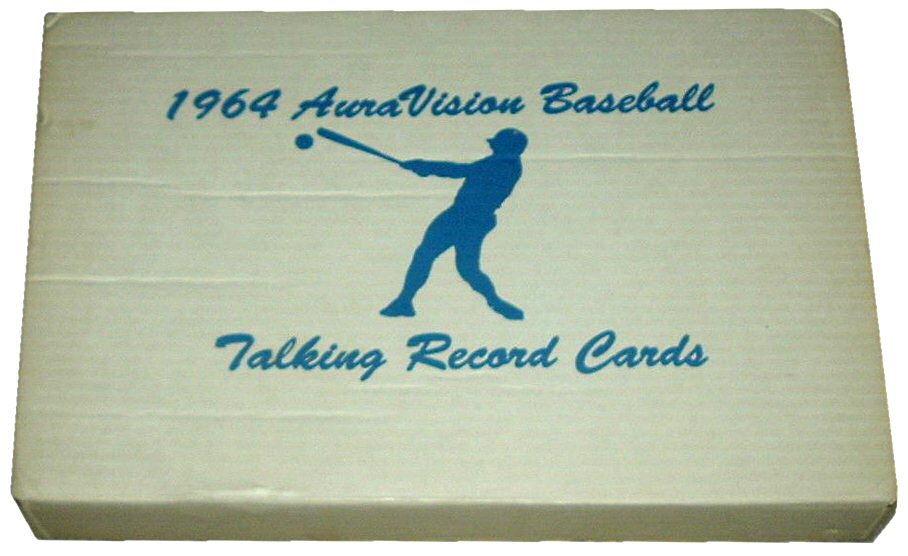 1964 AuraVision Baseball
Talking Record Cards